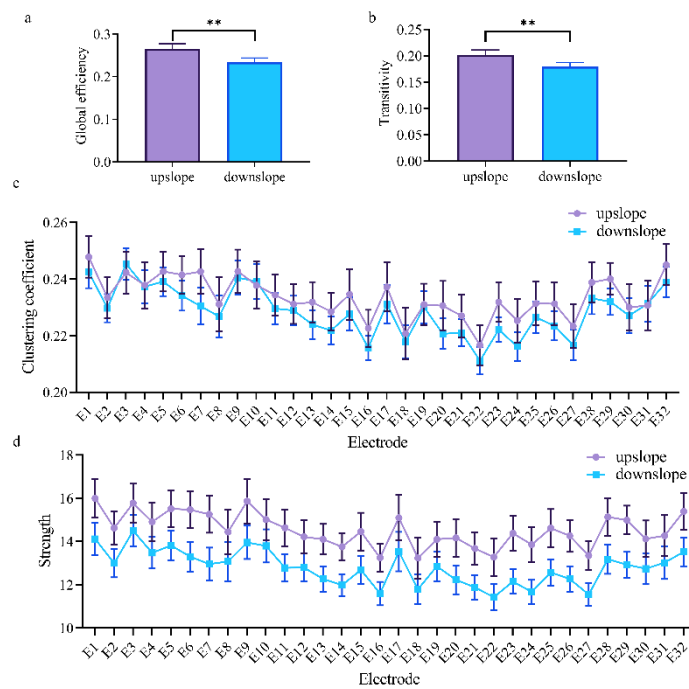 a
**
Global efficiency
0.3
0.2
0.1
0.0
upslope downslope
b
**
Transitivity
0.25
0.20
0.15
0.10
0.05
0.00
upslope downslope
c
upslope
downslope
Clustering coefficient
0.26
0.24
0.22
0.20
E1 E2 E3 E4 E5 E6 E7 E8 E9 E10 E11 E12 E13 E14 E15 E16 E17 E18 E19 E20 E21 E22 E23 E24 E25 E26 E27 E28 E29 E30 E31 E32
Electrode
d
upslope
downslope
Strength
18
16
14
12
10
E1 E2 E3 E4 E5 E6 E7 E8 E9 E10 E11 E12 E13 E14 E15 E16 E17 E18 E19 E20 E21 E22 E23 E24 E25 E26 E27 E28 E29 E30 E31 E32
Electrode